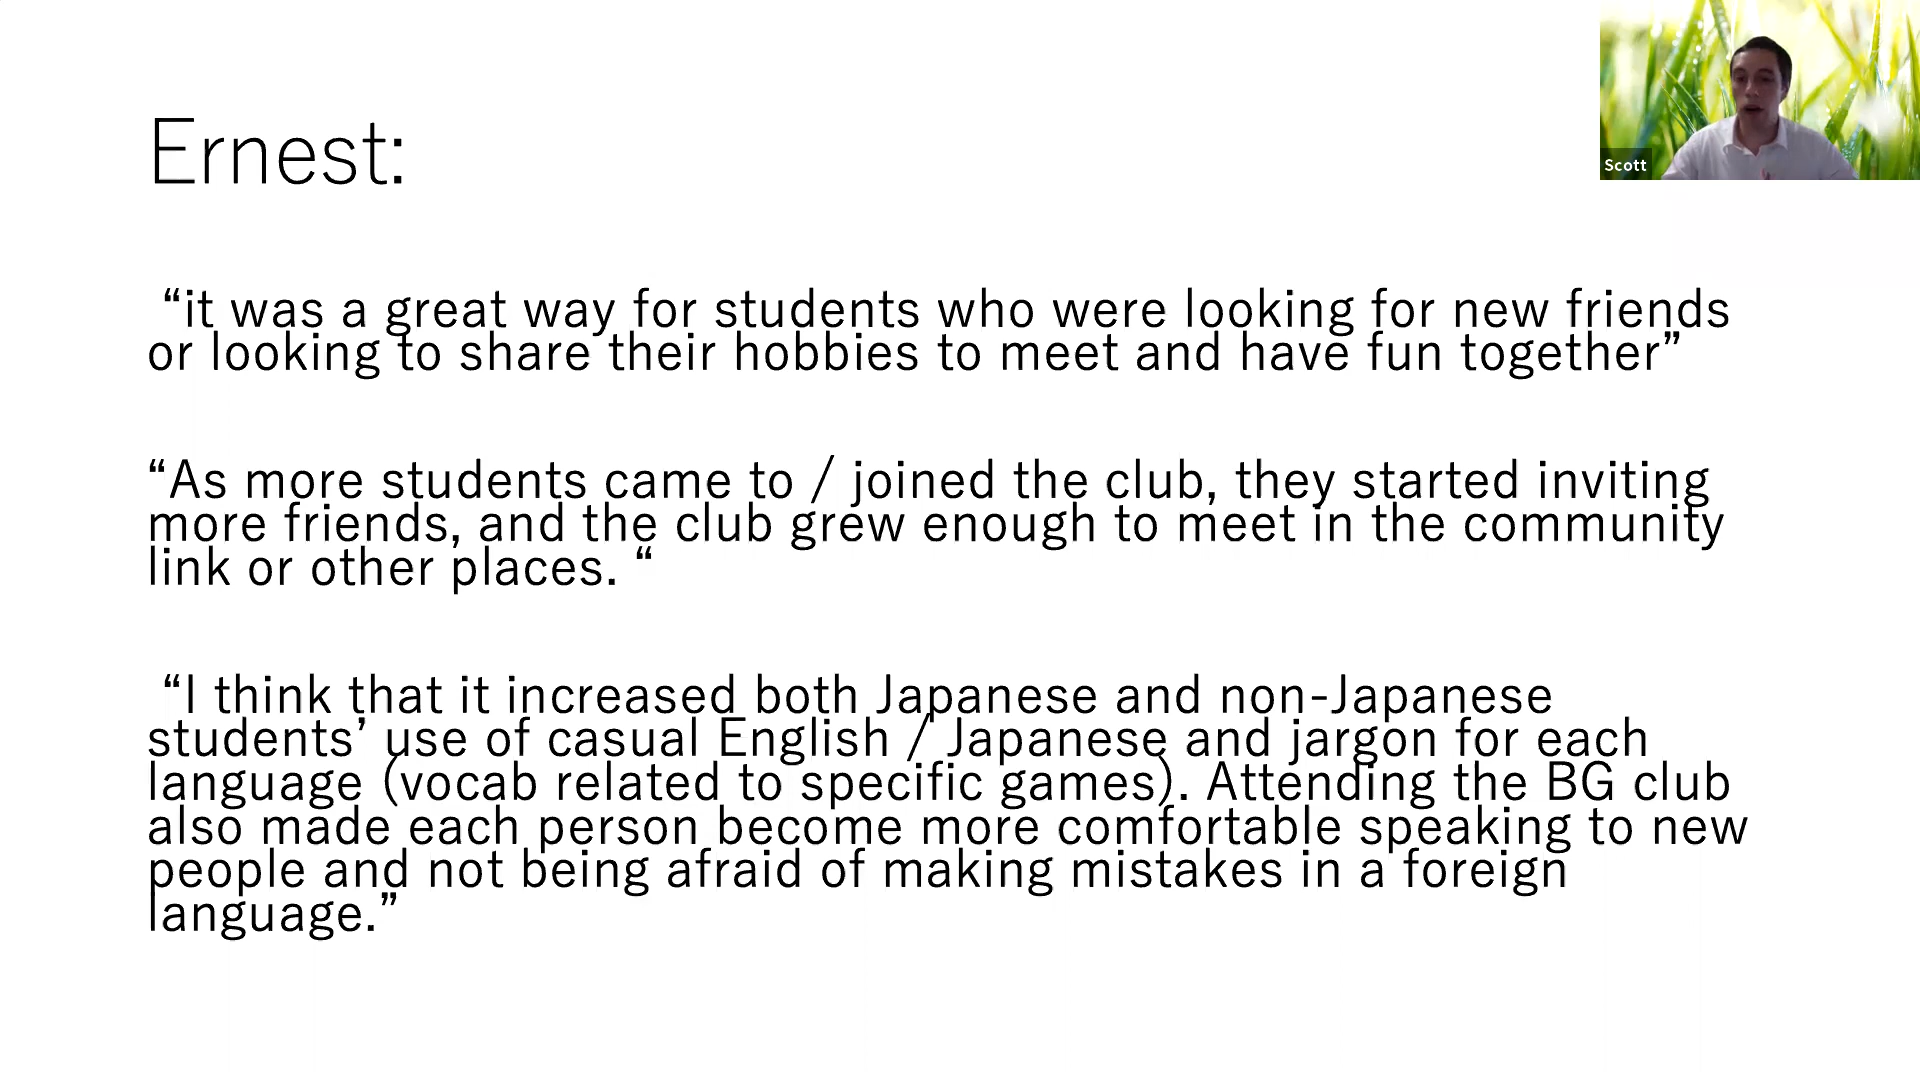 Ernest:
Scott
“it was a great way for students who were looking for new friends
or looking to share their hobbies to meet and have fun together”
“As more students came to / joined the club, they started inviting
more friends, and the club grew enough to meet in the community
link or other places. “
“I think that it increased both Japanese and non-Japanese
students’ use of casual English / Japanese and jargon for each
language (vocab related to specific games). Attending the BG club
also made each person become more comfortable speaking to new
people and not being afraid of making mistakes in a foreign
language.”